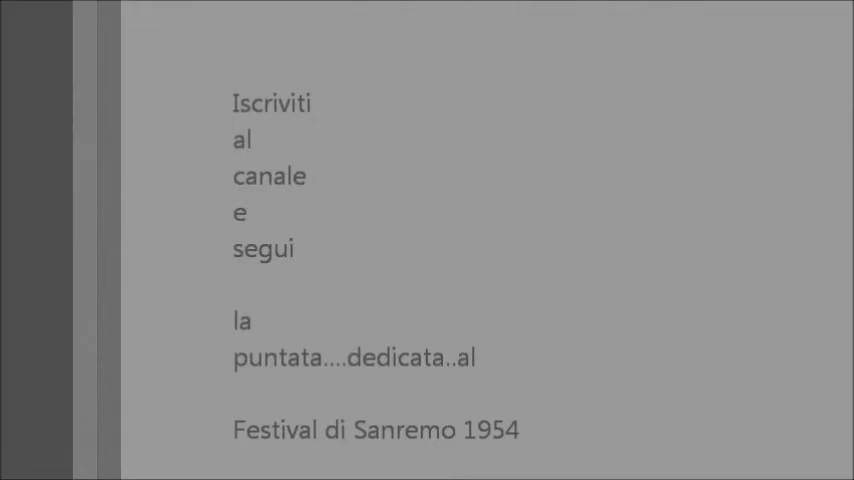 Iscriviti
al
canale
e
segui
la
puntata....dedicata..al
Festival di Sanremo 1954